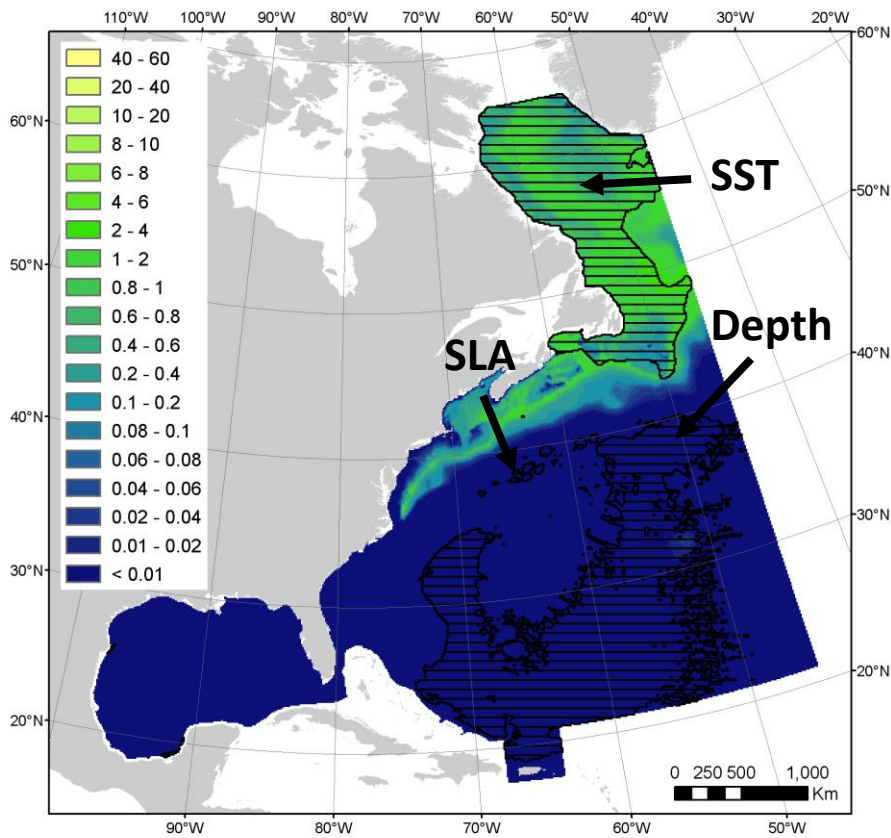 110°W 100°W 90°W 80°W 70°W 60°W 50°W 40°W 30°W 20°W
60°N 60°N
50°N 50°N
40°N 40°N
30°N 30°N
20°N 20°N
40 - 60
20 - 40
10 - 20
8 - 10
6 - 8
4 - 6
2 - 4
1 - 2
0.8 - 1
0.6 - 0.8
0.4 - 0.6
0.2 - 0.4
0.1 - 0.2
0.08 - 0.1
0.06 - 0.08
0.04 - 0.06
0.02 - 0.04
0.01 - 0.02
< 0.01
SST
Depth
SLA
0 250 500 1,000
Km
90°W 80°W 70°W 60°W 50°W